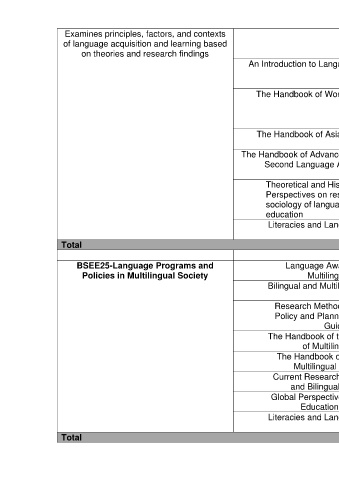 Examines principles, factors, and contexts
of language acquisition and learning based
on theories and research findings
An Introduction to Langu
The Handbook of Wor
The Handbook of Asia
The Handbook of Advanc
Second Language A
Theoretical and His
Perspectives on res
sociology of langua
education
Literacies and Lan
Total
BSEE25-Language Programs and
Policies in Multilingual Society
Language Awa
Multiling
Bilingual and Multil
Research Metho
Policy and Plann
Gui
The Handbook of t
of Multilin
The Handbook o
Multilingual
Current Research
and Bilingua
Global Perspectiv
Education
Literacies and Lan
Total